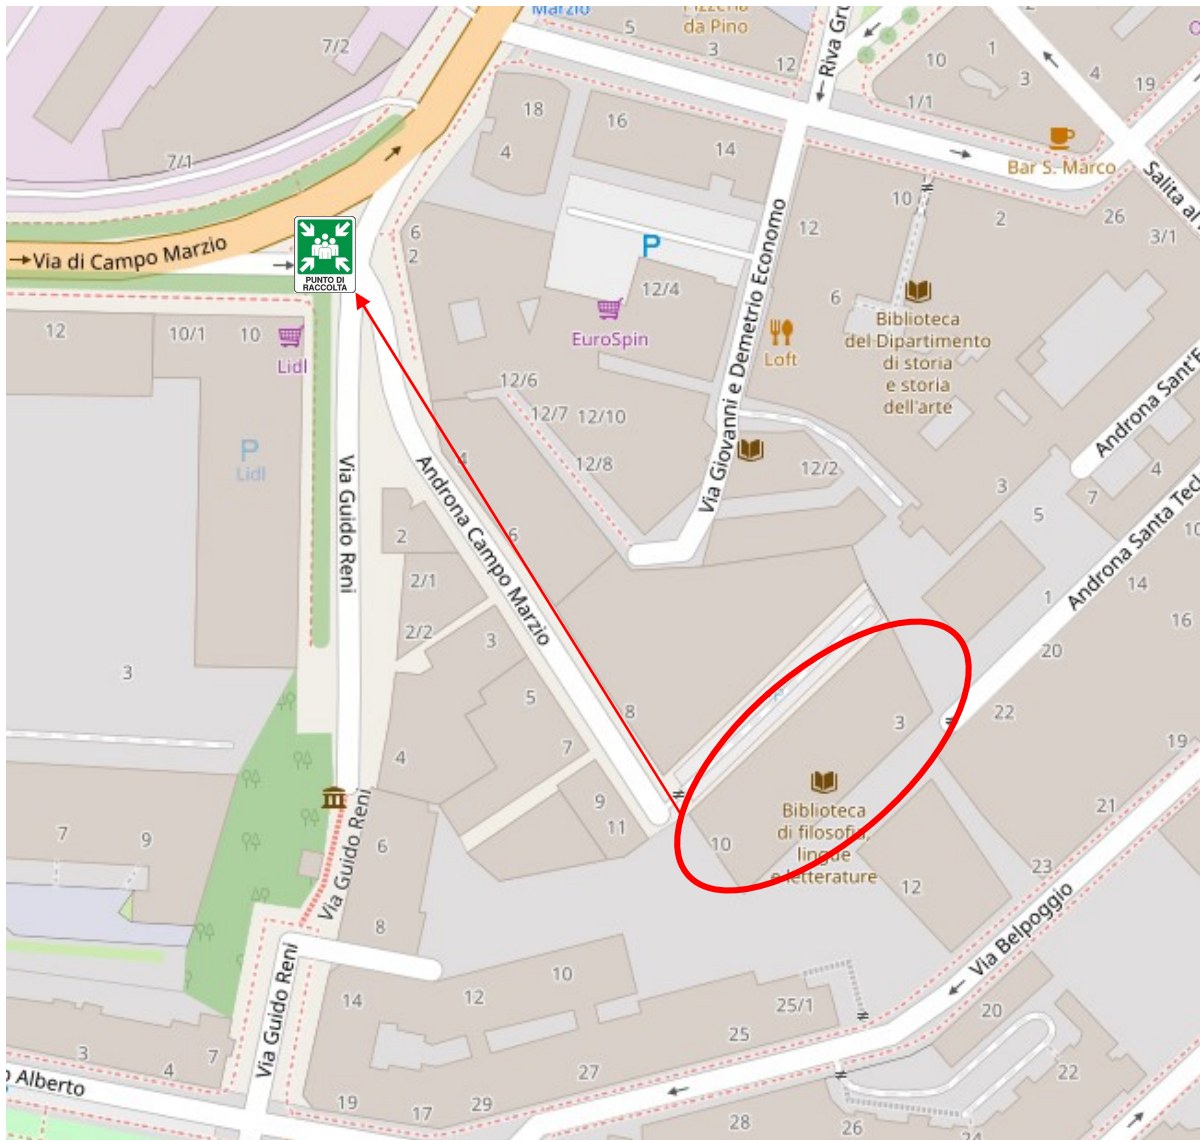 Marzio
Pizzeria
da Pino
5
3
12
7/2
Riva Gru
10
1
3
4
19
1/1
18
16
4
14
7/1
Bar S. Marco
Salita al
10
2
26
3/1
12
6
2
Via di Campo Marzio
PUNTO DI
RACCOLTA
P
12/4
EuroSpin
6
Biblioteca
del Dipartimento
di storia
e storia
dell'arte
Loft
Via Giovanni e Demetrio Economo
12
10/1
10
Lidl
12/6
12/7
12/10
12/8
12/2
Androna Sant'E
P
Lidl
4
6
3
5
7
4
10
Androna Santa Tecl
Via Guido Reni
Androna Campo Marzio
2
2/1
2/2
3
1
14
16
20
3
5
8
P
3
22
19
7
4
9
11
10
Biblioteca
di filosofia,
lingue
e letterature
12
21
23
7
9
Via Guido Reni
6
8
Via Belpoggio
Via Guido Reni
14
12
10
25/1
25
20
3
4
7
o Alberto
19
17
29
27
28
26
24
22